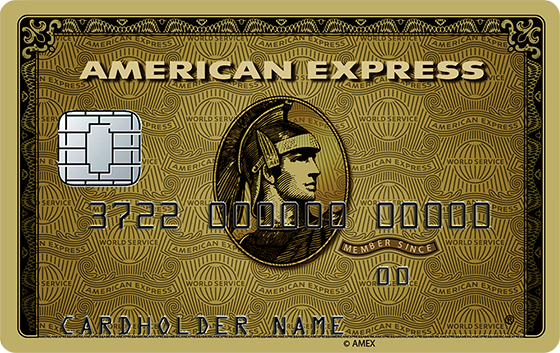 AMERICAN EXPRESS
3722 000000 00000
MEMBER SINCE
00
CARDHOLDER NAME
®
© AMEX